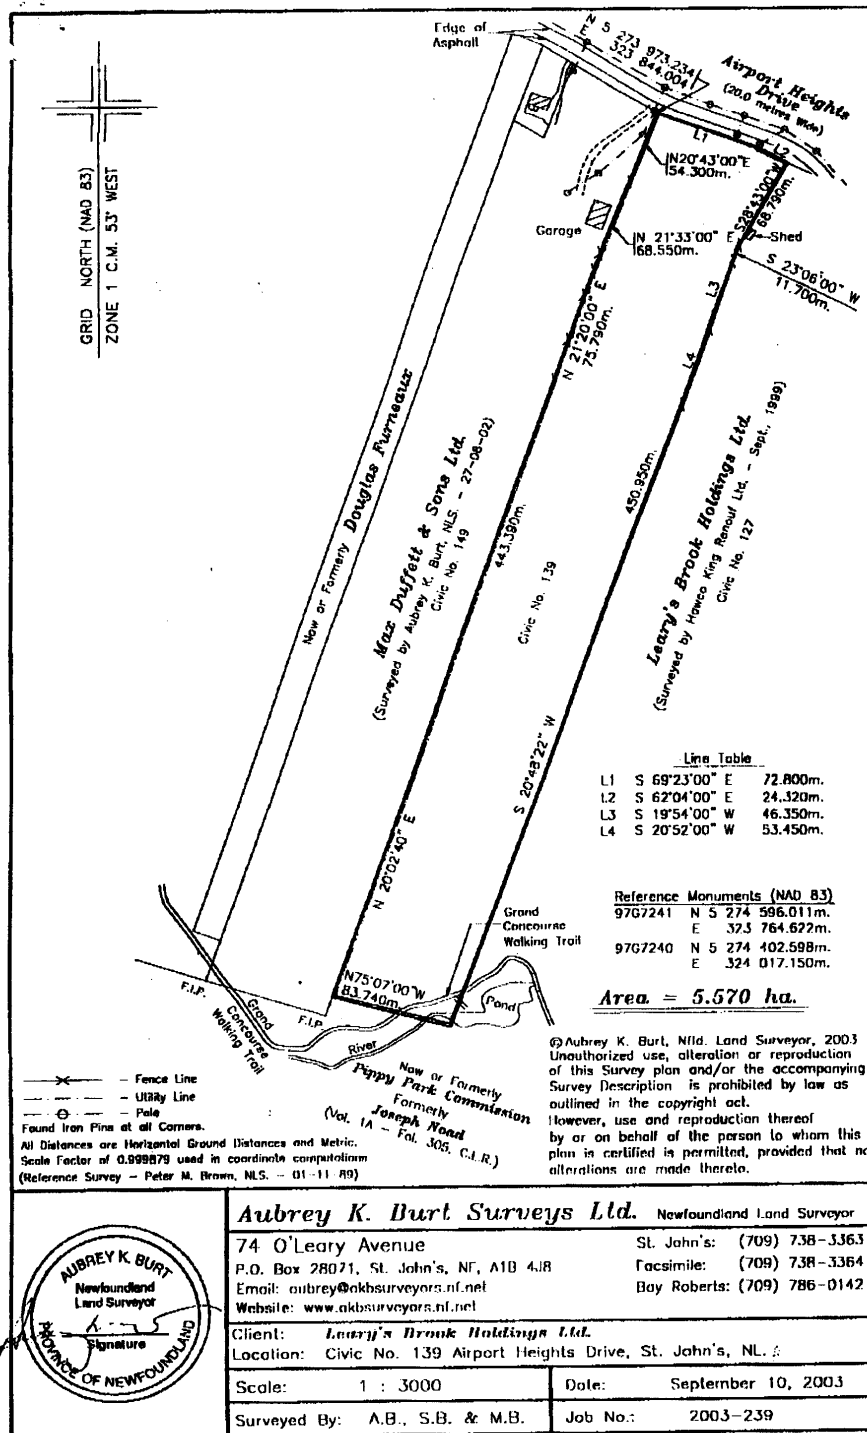 Edge of
Asphalt
N 5 273 973.234
E 323 844.004
Airport Heights
Drive
(20.0 metres Wide)
GRID NORTH (NAD 83)
ZONE 1 C.M. 53° WEST
L1
L2
N20°43'00"E
54.300m.
S28°43'00"W
68.790m.
Garage
N 21°33'00" E
68.550m.
Shed
S 23°06'00" W
11.700m.
L3
N 21°20'00" E
75.790m.
L4
Now or Formerly Douglas Furneaux
Max Duffett & Sons Ltd.
(Surveyed by Aubrey K. Burt, NLS. - 27-08-02)
Civic No. 149
443.390m.
Civic No. 139
450.950m.
Leary's Brook Holdings Ltd.
(Surveyed by Hawco King Renouf Ltd. - Sept., 1999)
Civic No. 127
S 20°48'22" W
N 20°02'40" E
Line Table
L1 S 69°23'00" E 72.800m.
L2 S 62°04'00" E 24.320m.
L3 S 19°54'00" W 46.350m.
L4 S 20°52'00" W 53.450m.
Reference Monuments (NAD 83)
97G7241 N 5 274 596.011m.
E 323 764.622m.
97G7240 N 5 274 402.598m.
E 324 017.150m.
Area = 5.570 ha.
Grand
Concourse
Walking Trail
N75°07'00"W
83.740m.
Pond
F.I.P.
Grand
Concourse
Walking Trail
F.I.P.
River
Now or Formerly
Pippy Park Commission
Formerly
Joseph Noad
(Vol. 1A - Fol. 305, C.L.R.)
- Fence Line
- Utility Line
- Pole
Found Iron Pins at all Corners.
All Distances are Horizontal Ground Distances and Metric.
Scale Factor of 0.999879 used in coordinate computations
(Reference Survey - Peter M. Brown, NLS. - 01-11-89)
© Aubrey K. Burt, Nfld. Land Surveyor, 2003
Unauthorized use, alteration or reproduction
of this Survey plan and/or the accompanying
Survey Description is prohibited by law as
outlined in the copyright act.
However, use and reproduction thereof
by or on behalf of the person to whom this
plan is certified is permitted, provided that no
alterations are made thereto.
AUBREY K. BURT
Newfoundland
Land Surveyor
Signature
PROVINCE OF NEWFOUNDLAND
Aubrey K. Burt Surveys Ltd. Newfoundland Land Surveyor
74 O'Leary Avenue
P.O. Box 28071, St. John's, NF, A1B 4J8
Email: aubrey@akbsurveyors.nf.net
Website: www.akbsurveyors.nf.net
St. John's: (709) 738-3363
Facsimile: (709) 738-3364
Bay Roberts: (709) 786-0142
Client: Leary's Brook Holdings Ltd.
Location: Civic No. 139 Airport Heights Drive, St. John's, NL.
Scale: 1 : 3000
Date: September 10, 2003
Surveyed By: A.B., S.B. & M.B.
Job No.: 2003-239